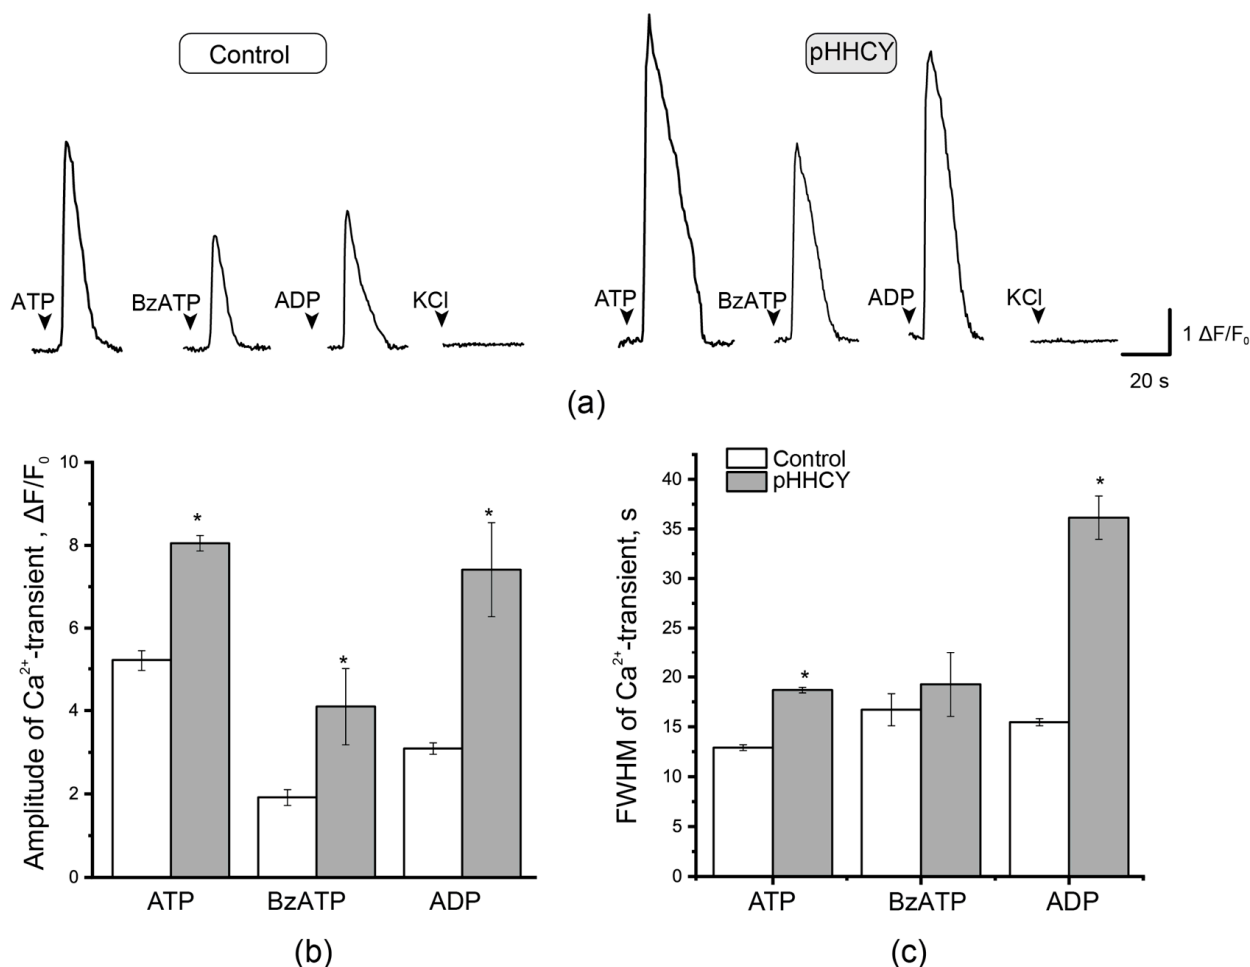 Control
pHHCY
ATP
BzATP
ADP
KCl
ATP
BzATP
ADP
KCl
1 ΔF/F₀
20 s
(a)
Amplitude of Ca²⁺-transient , ΔF/F₀
10
8
6
4
2
0
*
*
*
ATP
BzATP
ADP
(b)
FWHM of Ca²⁺-transient, s
40
35
30
25
20
15
10
5
0
Control
pHHCY
*
*
ATP
BzATP
ADP
(c)